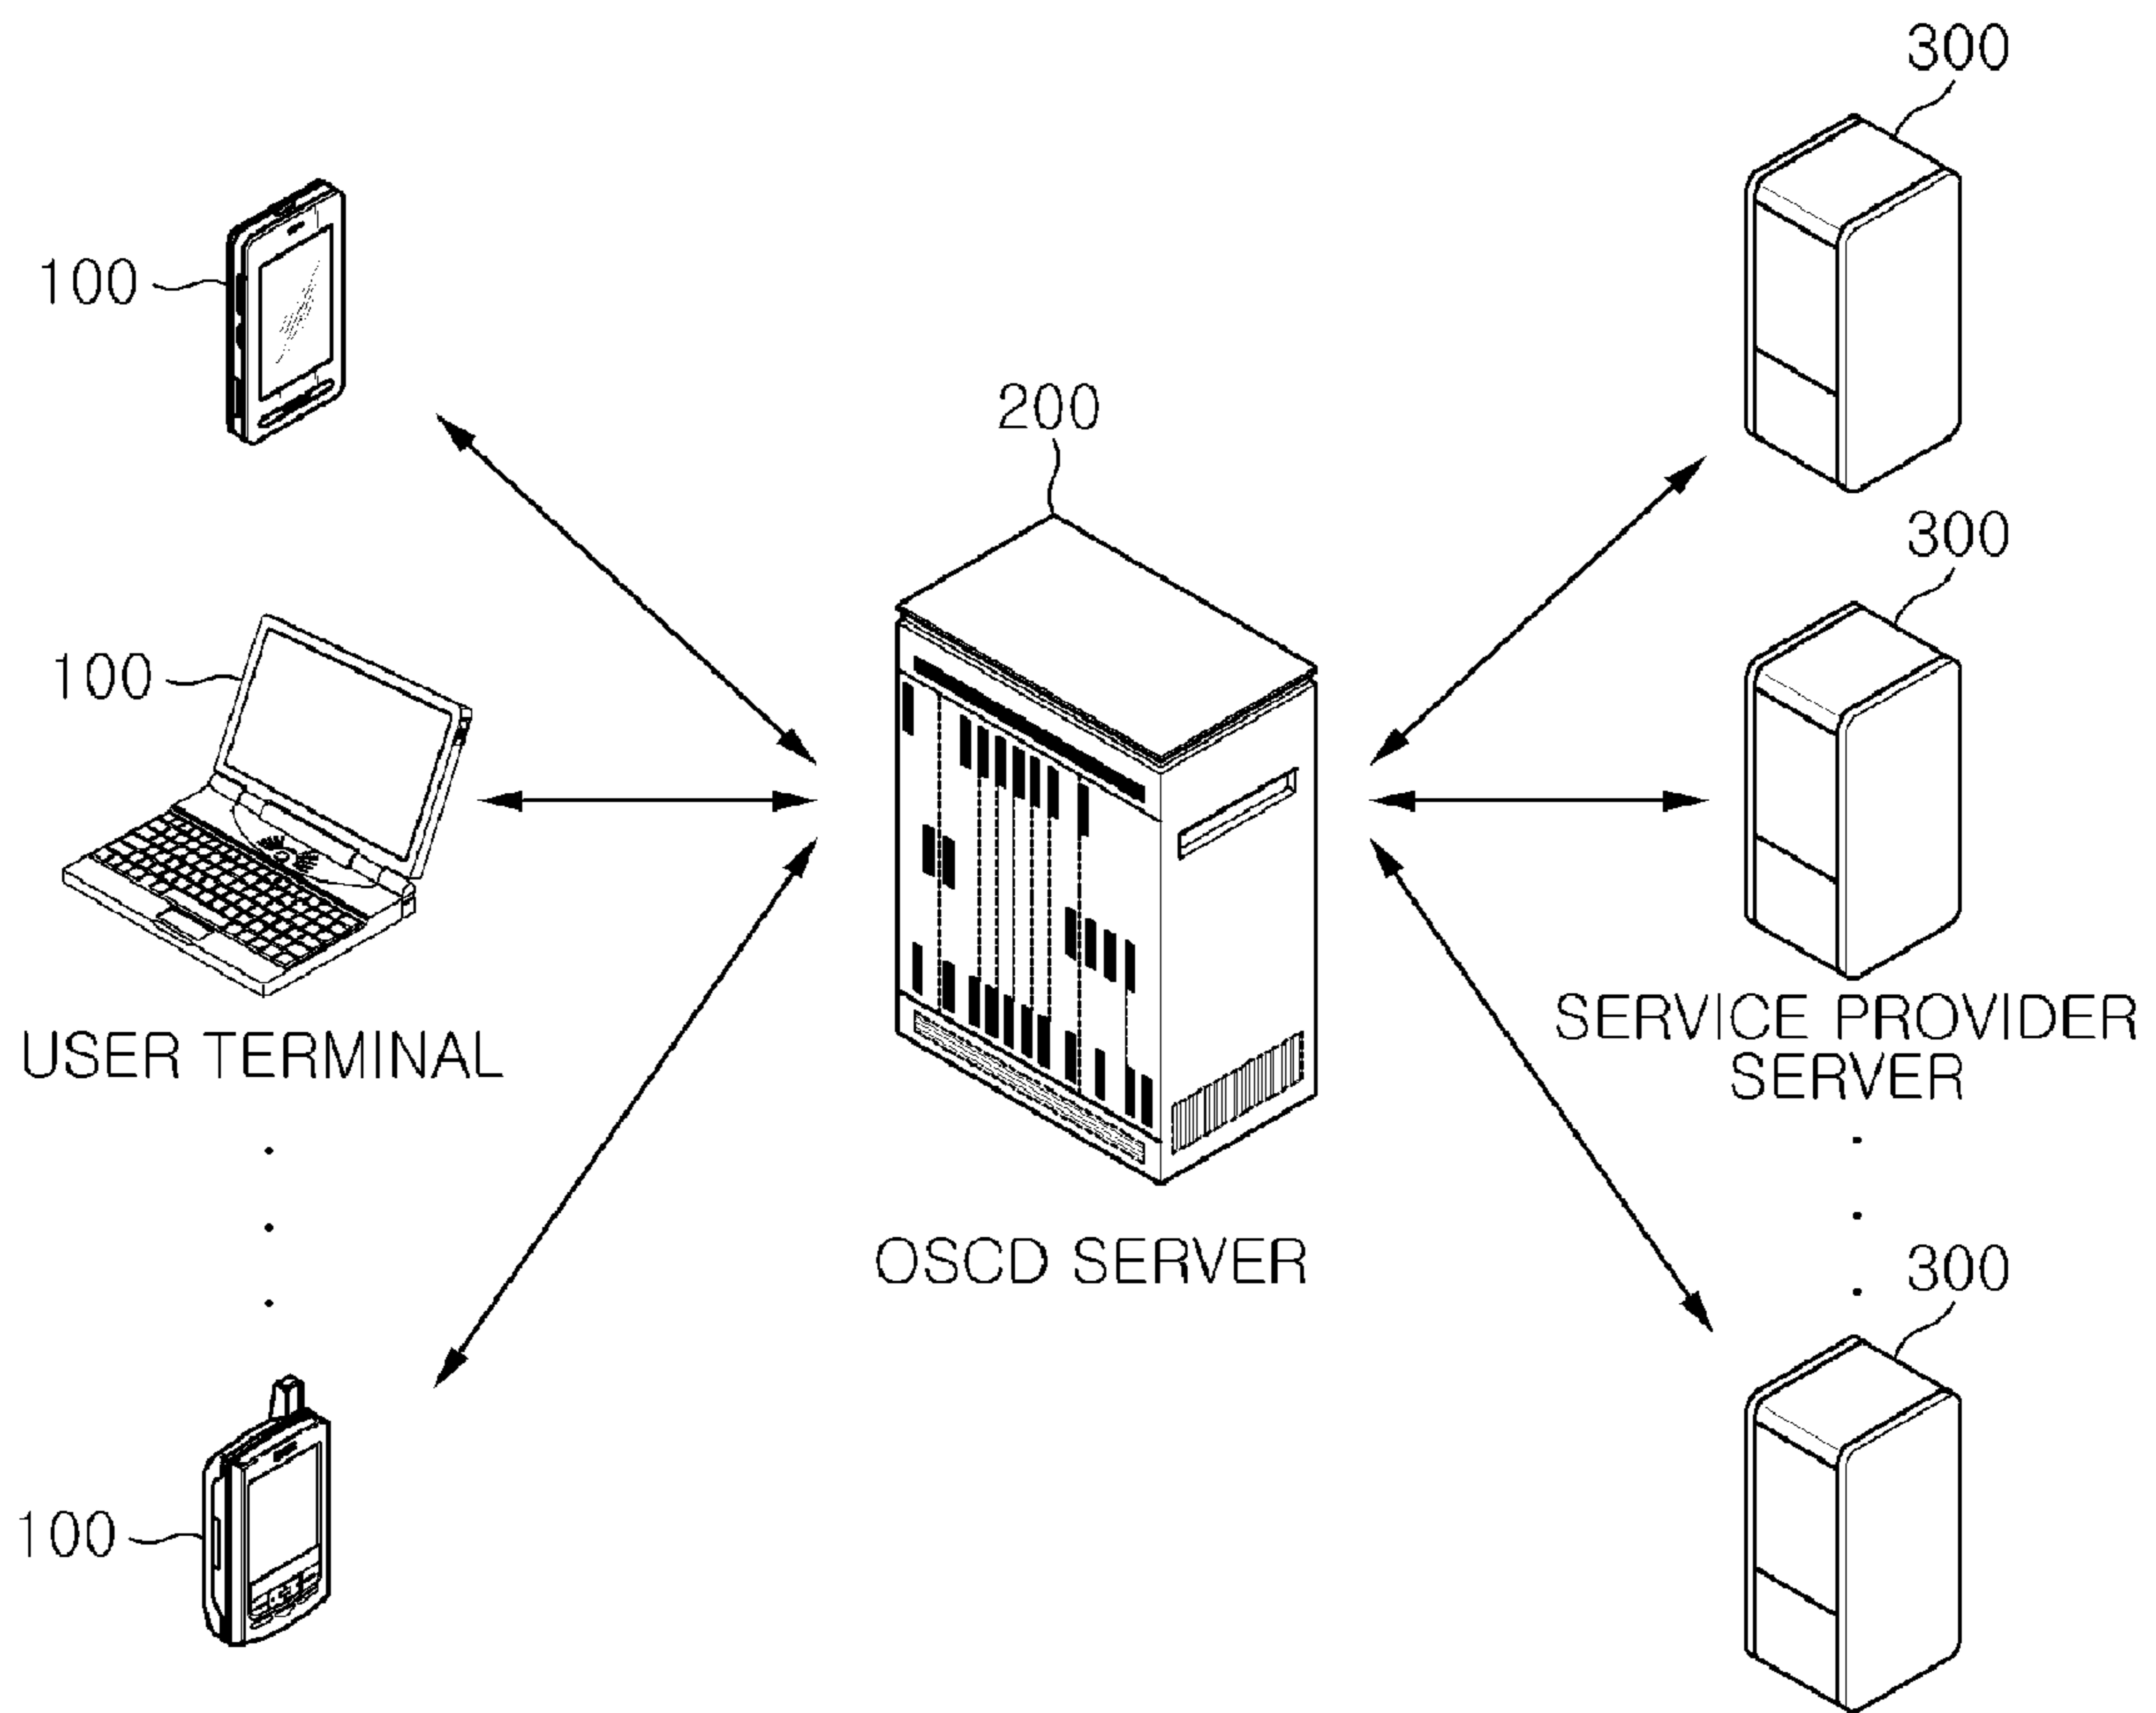 300
100
200
300
100
SERVICE PROVIDER
SERVER
USER TERMINAL
OSCD SERVER
300
100